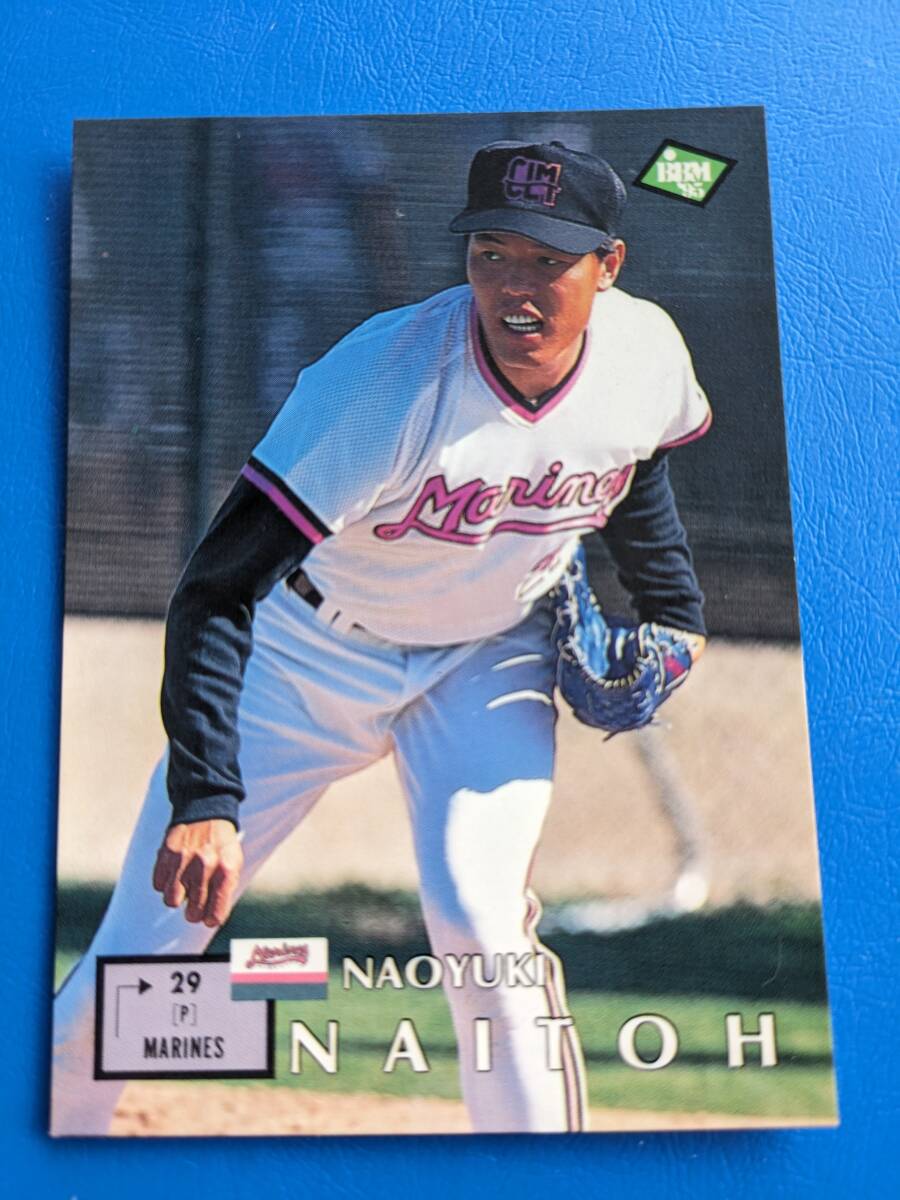 BBM
'95
Marines
Marines
NAOYUKI
NAITOH
29
[P]
MARINES